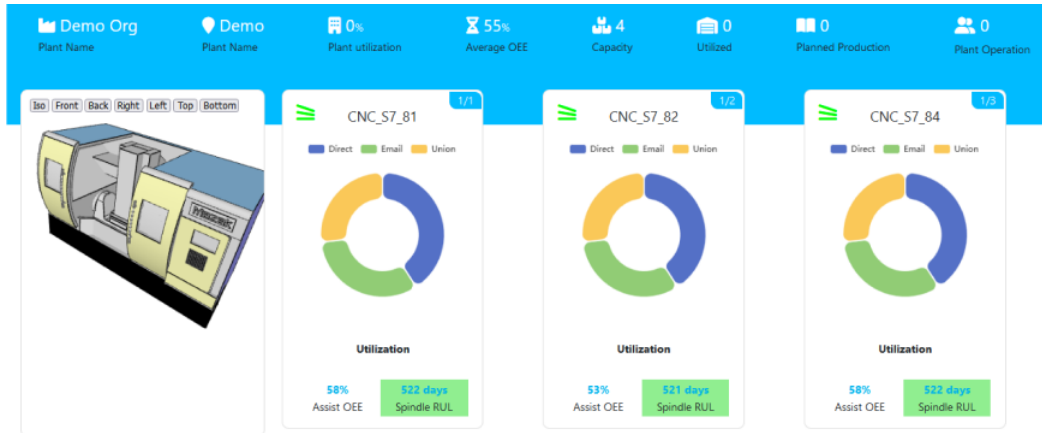 Demo Org
Plant Name
Demo
Plant Name
0%
Plant utilization
55%
Average OEE
4
Capacity
0
Utilized
0
Planned Production
0
Plant Operation
Iso Front Back Right Left Top Bottom
Mazak
1/1
CNC_S7_81
Direct Email Union
Utilization
58%
Assist OEE
522 days
Spindle RUL
1/2
CNC_S7_82
Direct Email Union
Utilization
53%
Assist OEE
521 days
Spindle RUL
1/3
CNC_S7_84
Direct Email Union
Utilization
58%
Assist OEE
522 days
Spindle RUL